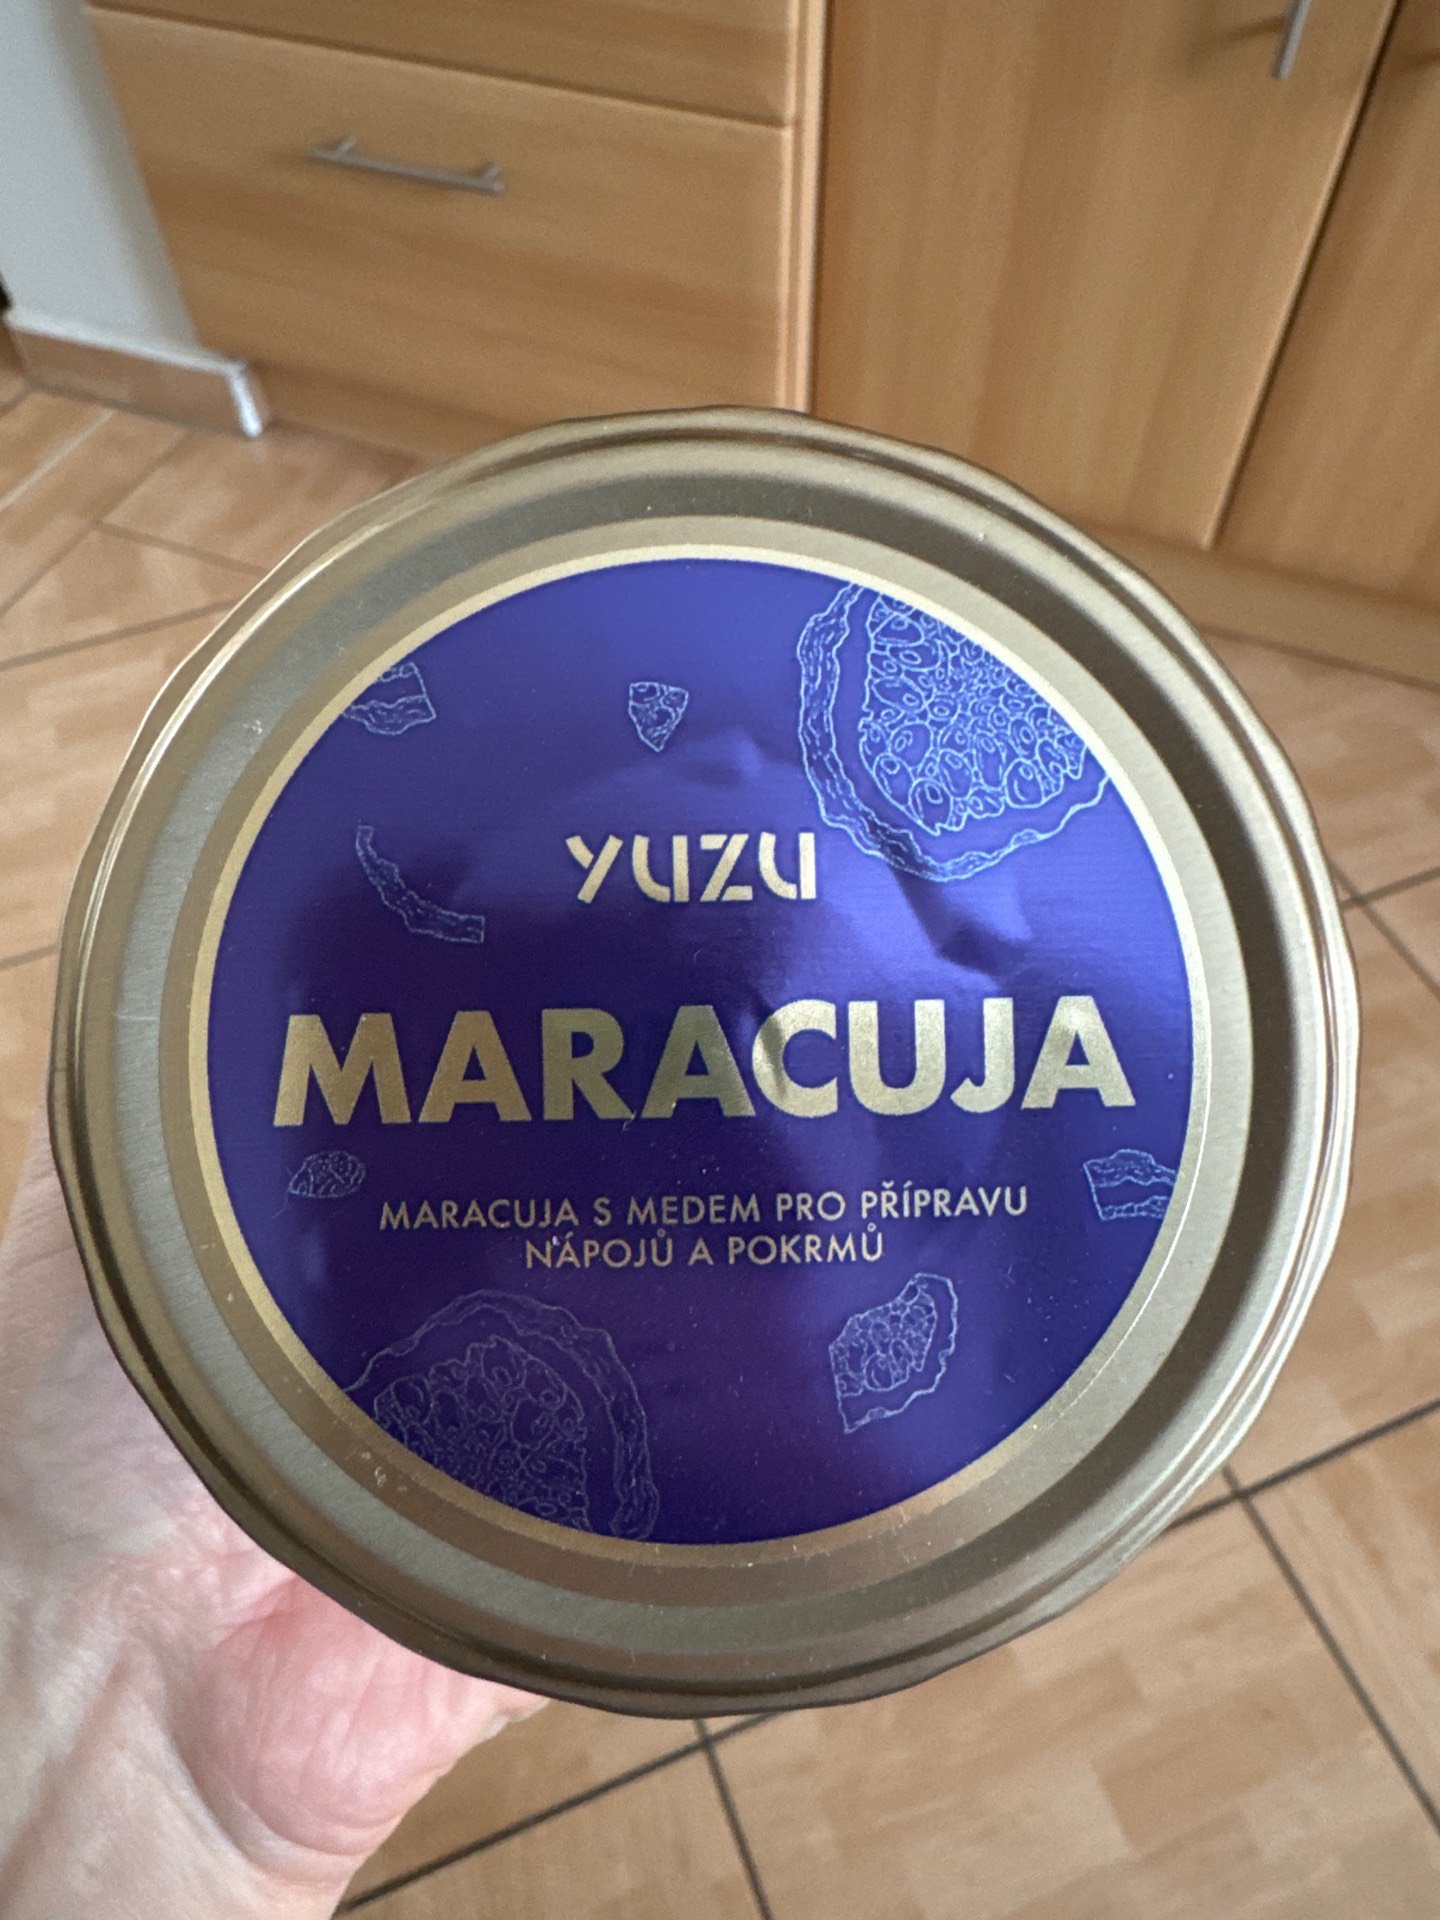 YUZU
MARACUJA
MARACUJA S MEDEM PRO PŘÍPRAVU
NÁPOJŮ A POKRMŮ